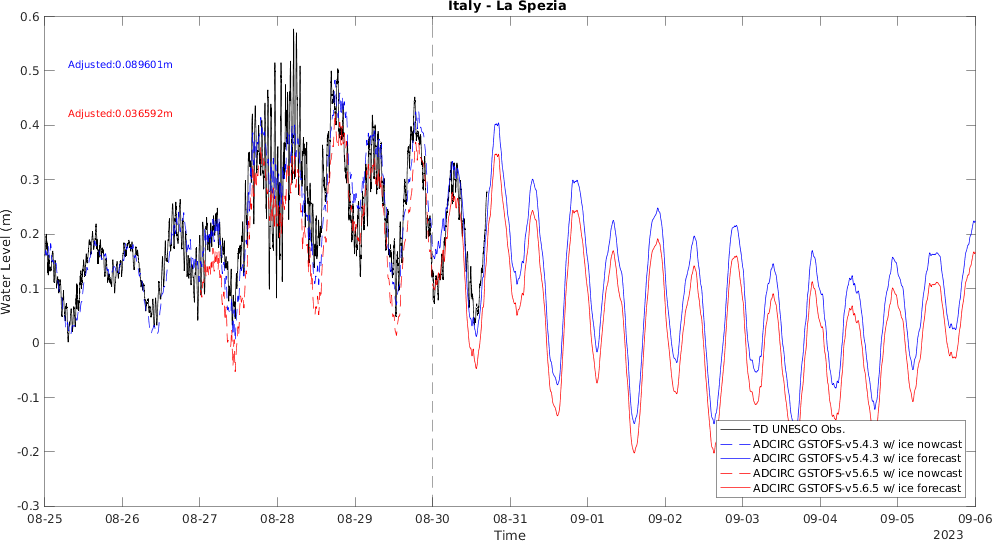 Italy - La Spezia
Adjusted:0.089601m
Adjusted:0.036592m
Water Level (m)
0.6
0.5
0.4
0.3
0.2
0.1
0
-0.1
-0.2
-0.3
TD UNESCO Obs.
ADCIRC GSTOFS-v5.4.3 w/ ice nowcast
ADCIRC GSTOFS-v5.4.3 w/ ice forecast
ADCIRC GSTOFS-v5.6.5 w/ ice nowcast
ADCIRC GSTOFS-v5.6.5 w/ ice forecast
08-25 08-26 08-27 08-28 08-29 08-30 08-31 09-01 09-02 09-03 09-04 09-05 09-06
Time
2023